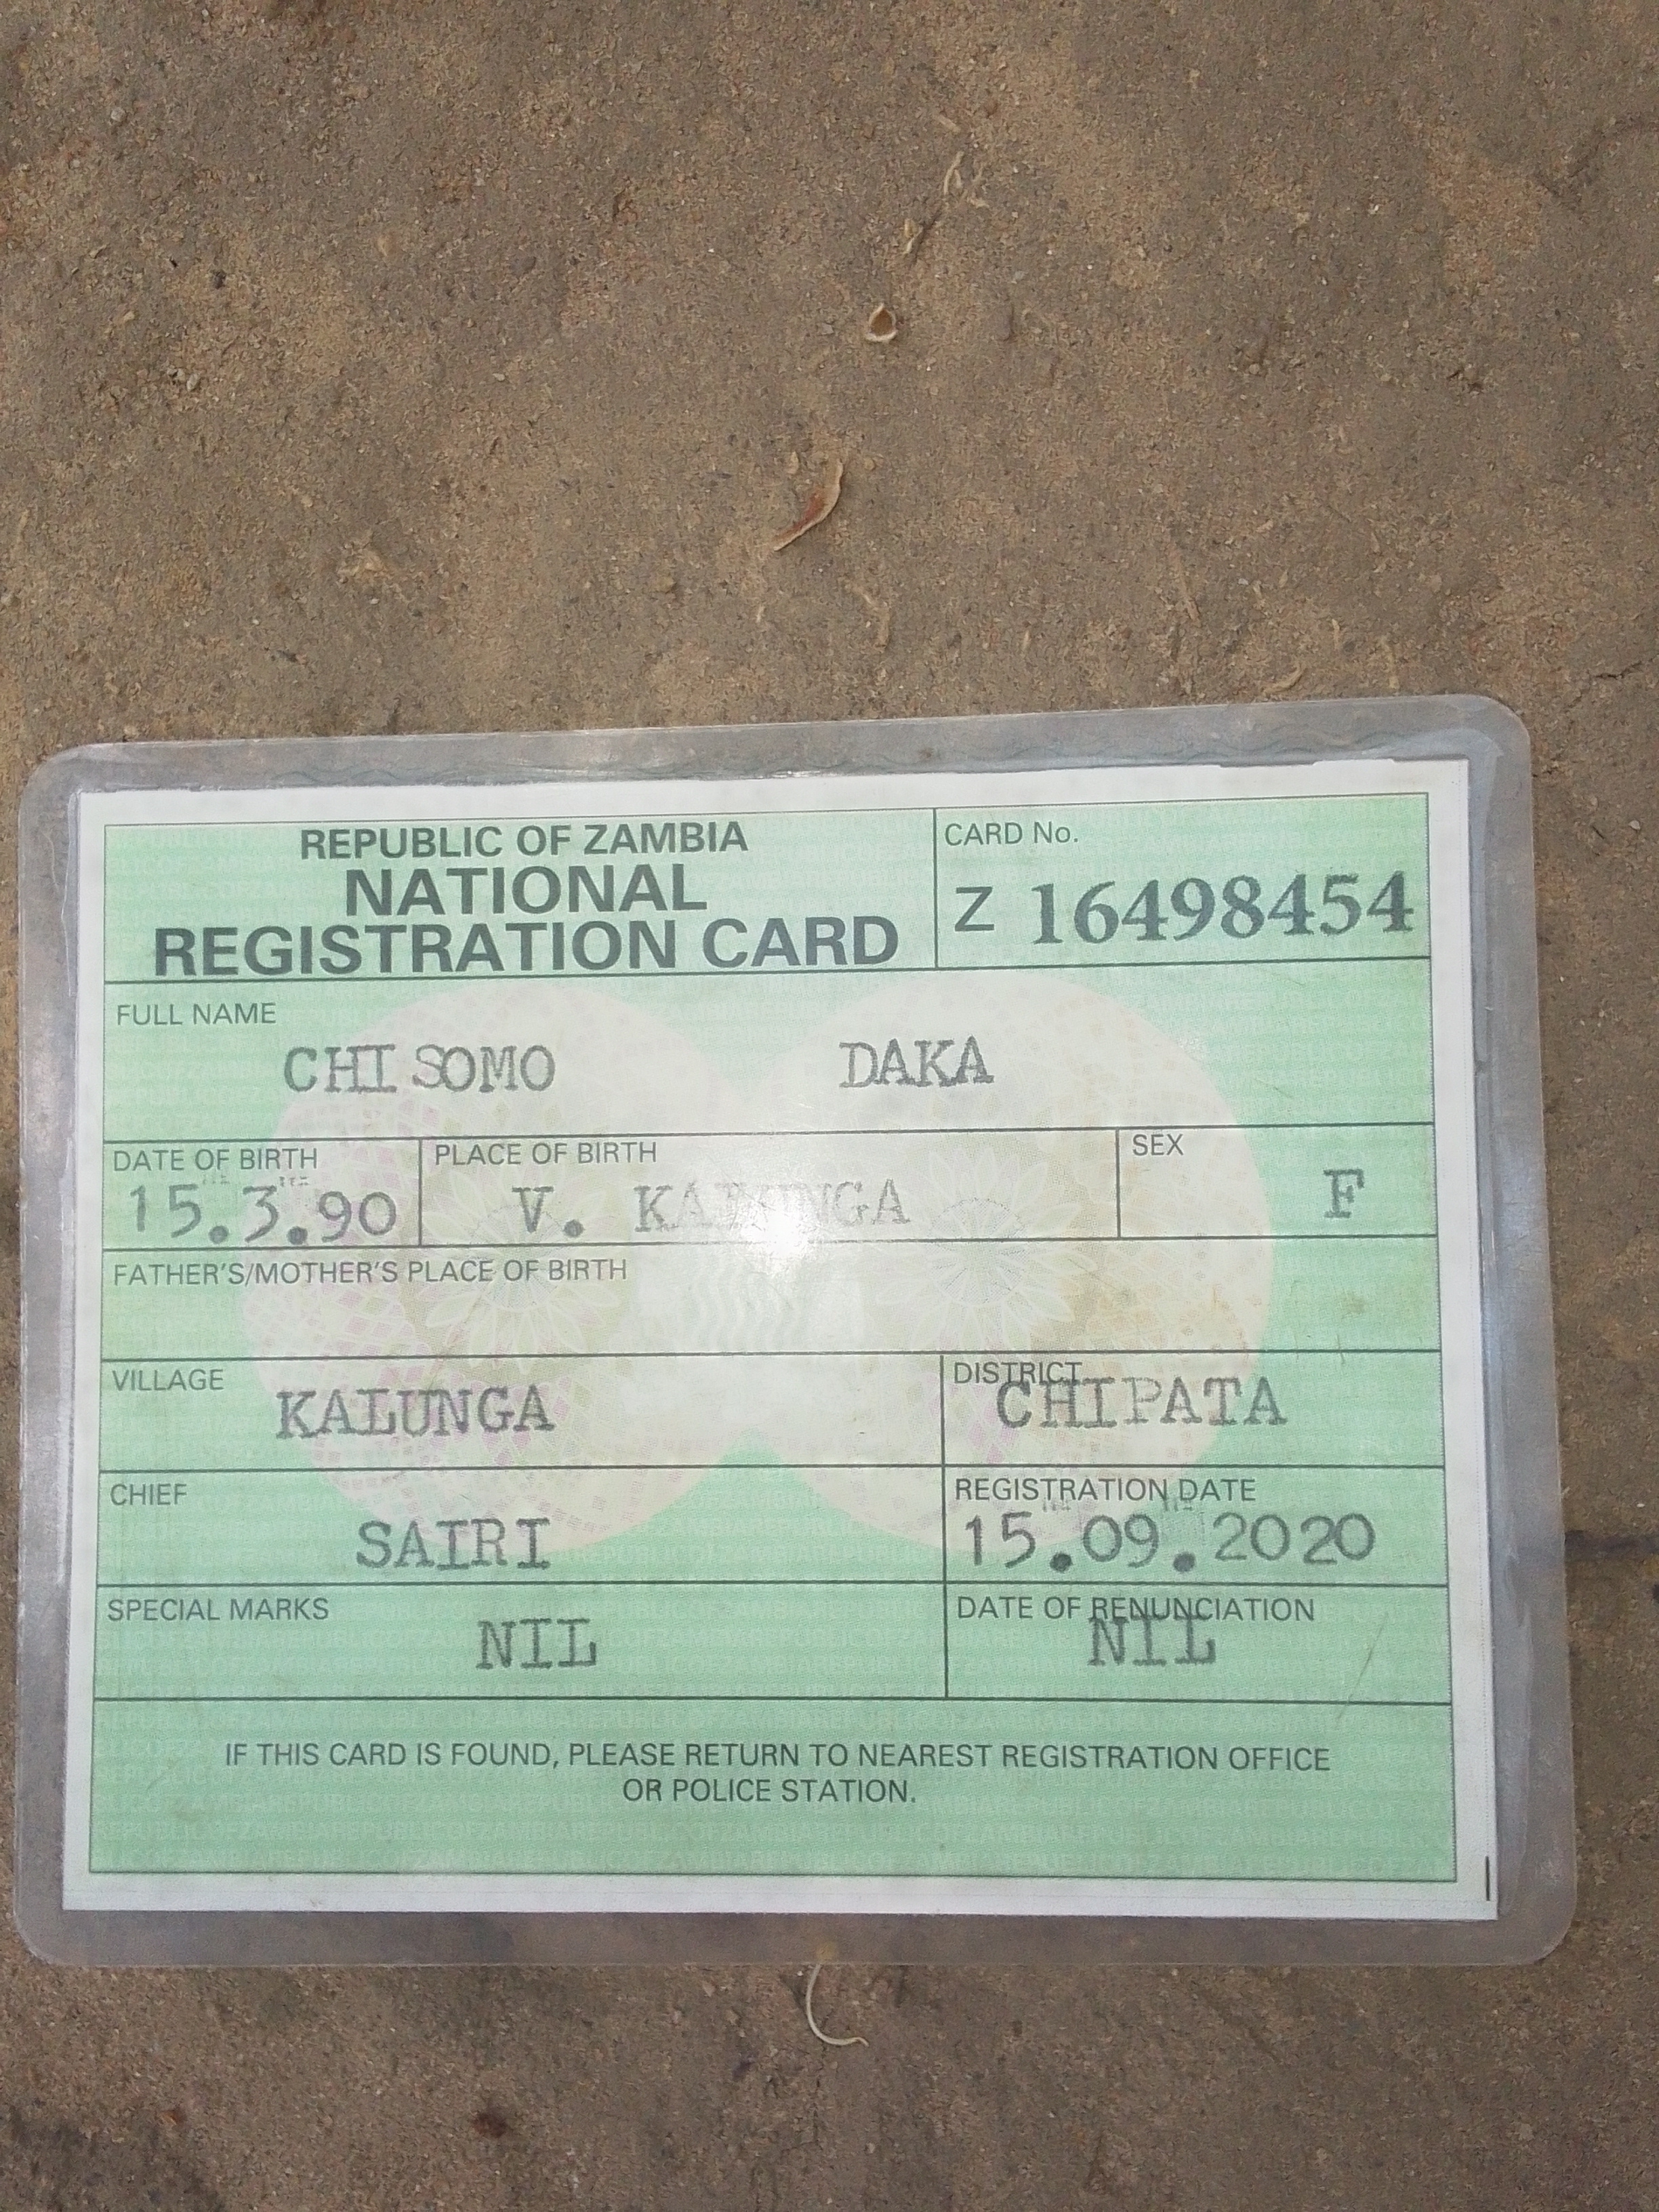 REPUBLIC OF ZAMBIA
NATIONAL
REGISTRATION CARD
CARD No.
Z 16498454
FULL NAME
CHISOMO DAKA
DATE OF BIRTH
15.3.90
PLACE OF BIRTH
V. KALUNGA
SEX
F
FATHER'S/MOTHER'S PLACE OF BIRTH
VILLAGE
KALUNGA
DISTRICT
CHIPATA
CHIEF
SAIRI
REGISTRATION DATE
15.09.2020
SPECIAL MARKS
NIL
DATE OF RENUNCIATION
NIL
IF THIS CARD IS FOUND, PLEASE RETURN TO NEAREST REGISTRATION OFFICE
OR POLICE STATION.